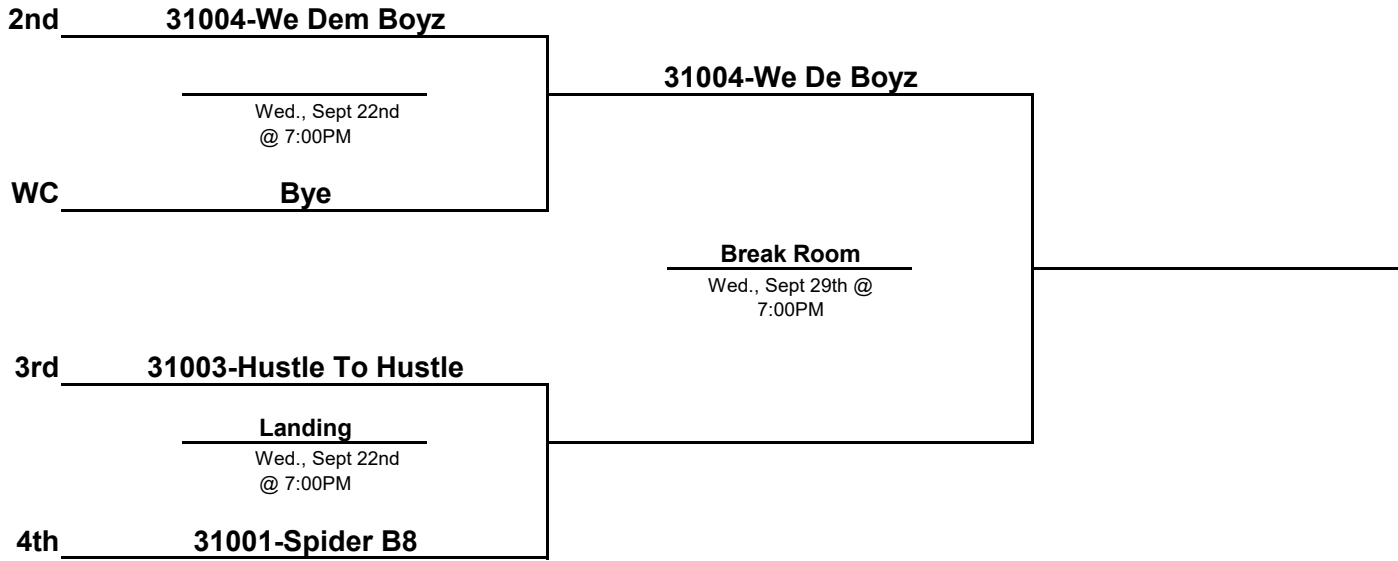 2nd 31004-We Dem Boyz
31004-We De Boyz
Wed., Sept 22nd
@ 7:00PM
WC Bye
Break Room
Wed., Sept 29th @
7:00PM
3rd 31003-Hustle To Hustle
Landing
Wed., Sept 22nd
@ 7:00PM
4th 31001-Spider B8